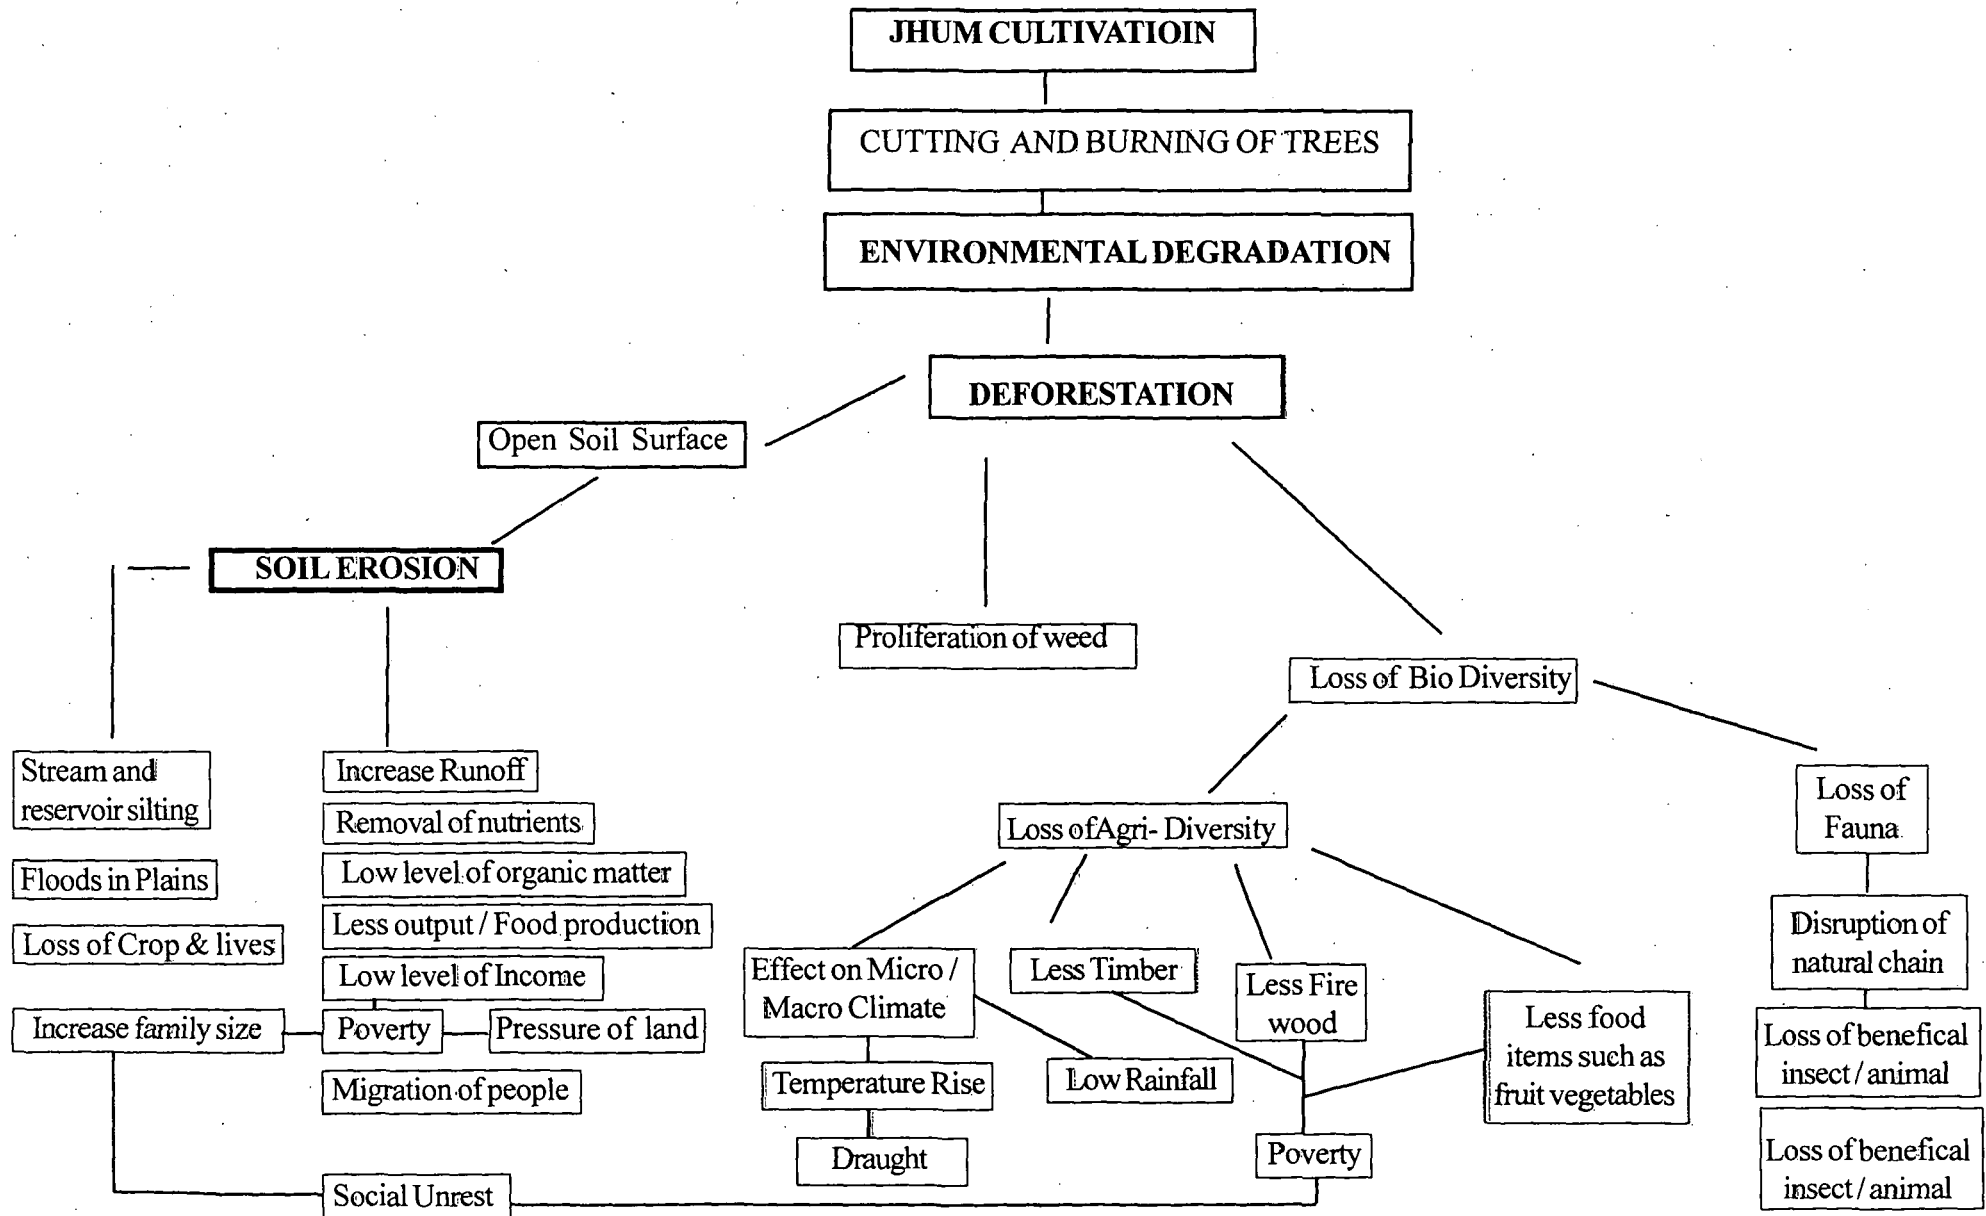 JHUM CULTIVATIOIN
CUTTING AND BURNING OF TREES
ENVIRONMENTAL DEGRADATION
DEFORESTATION
Open Soil Surface
SOIL EROSION
Proliferation of weed
Loss of Bio Diversity
Stream and
reservoir silting
Floods in Plains
Loss of Crop & lives
Increase family size
Increase Runoff
Removal of nutrients
Low level of organic matter
Less output / Food production
Low level of Income
Poverty
Pressure of land
Migration of people
Social Unrest
Loss of Agri- Diversity
Effect on Micro /
Macro Climate
Temperature Rise
Draught
Less Timber
Low Rainfall
Less Fire
wood
Poverty
Less food
items such as
fruit vegetables
Loss of
Fauna
Disruption of
natural chain
Loss of benefical
insect / animal
Loss of benefical
insect / animal